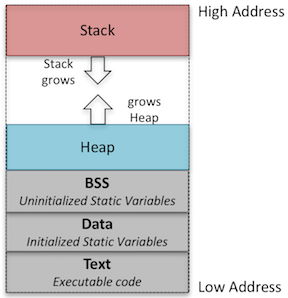 High Address
Stack
Stack
grows
grows
Heap
Heap
BSS
Uninitialized Static Variables
Data
Initialized Static Variables
Text
Executable code
Low Address